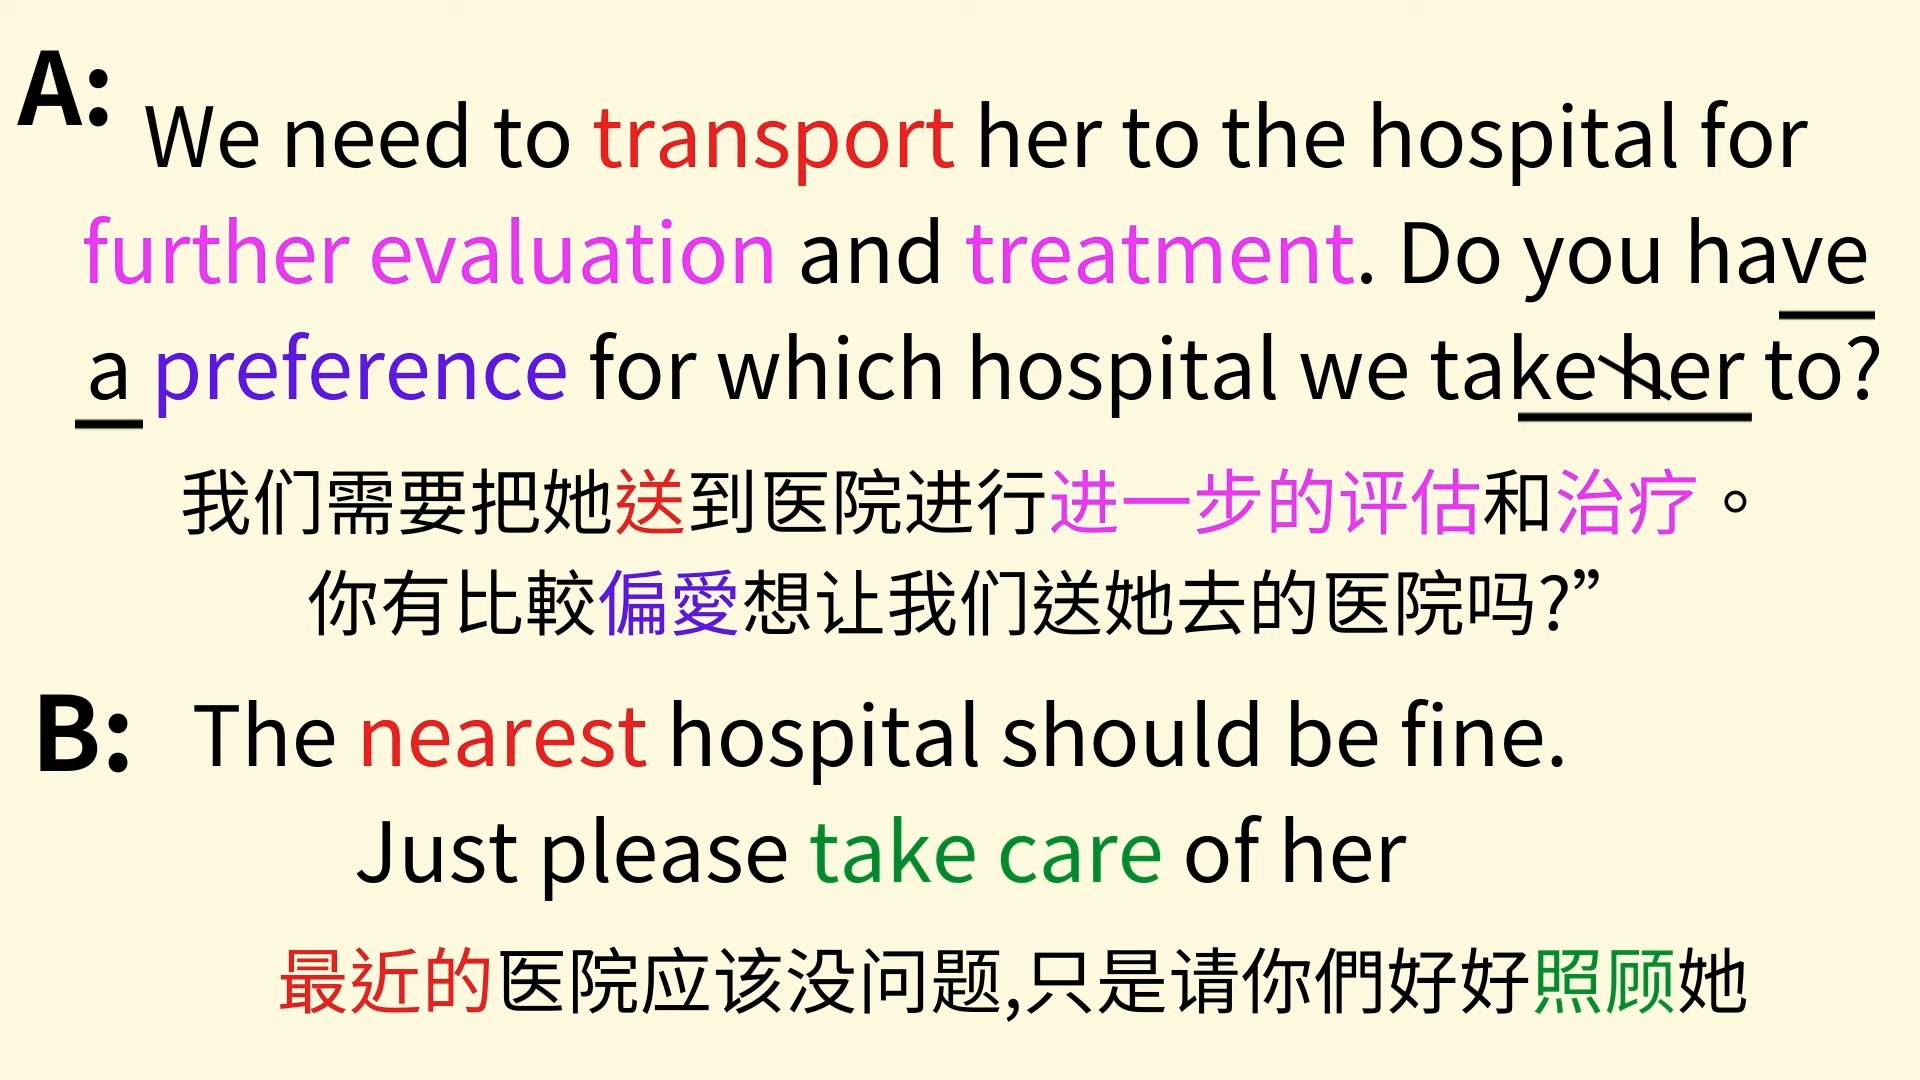 A: We need to transport her to the hospital for
further evaluation and treatment. Do you have
a preference for which hospital we take her to?
我们需要把她送到医院进行进一步的评估和治疗。
你有比較偏愛想让我们送她去的医院吗?”
B: The nearest hospital should be fine.
Just please take care of her
最近的医院应该没问题,只是请你們好好照顾她